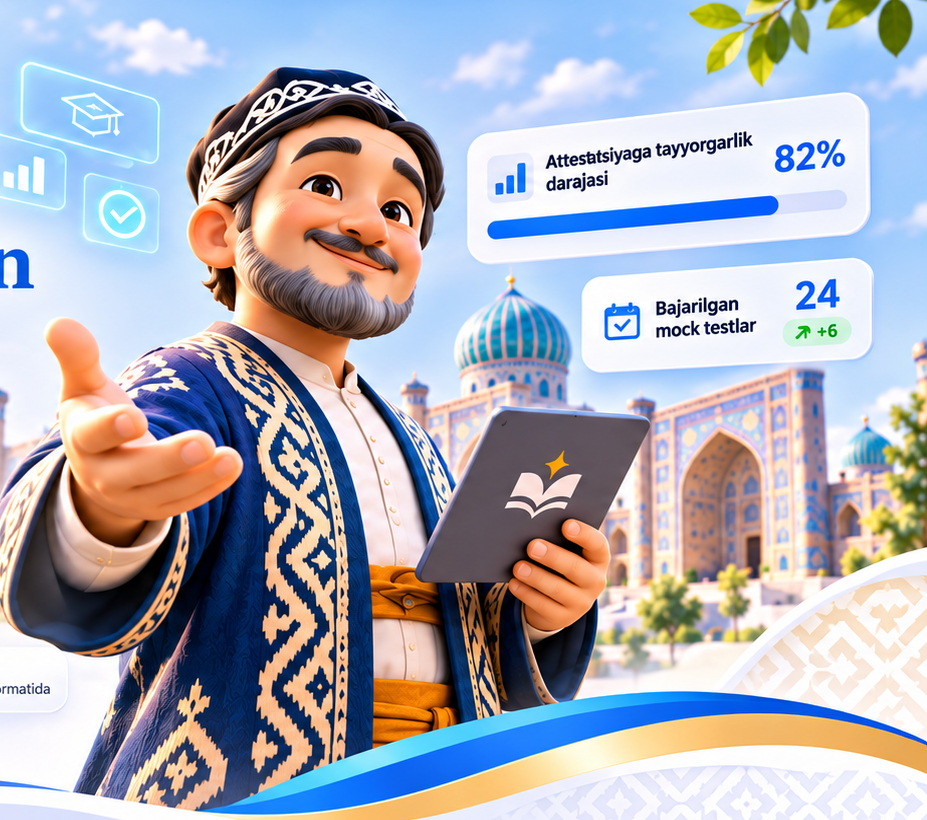 n
Attestatsiyaga tayyorgarlik
darajasi
82%
Bajarilgan
mock testlar
24
+6
ormatida